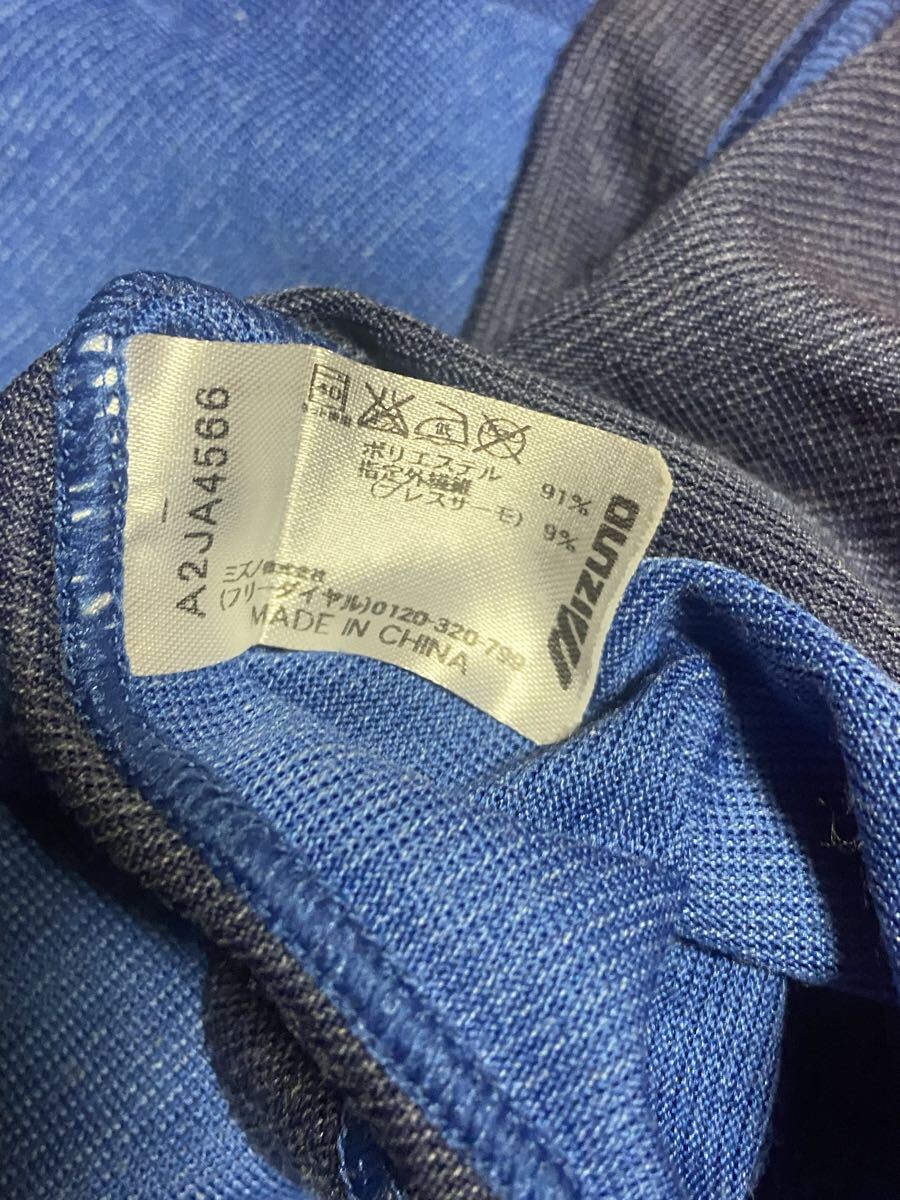 A2JA4566
40
低
ポリエステル 91%
指定外繊維
(ブレスサーモ) 9%
MIZUNO
ミズノ株式会社
(フリーダイヤル)0120-320-799
MADE IN CHINA